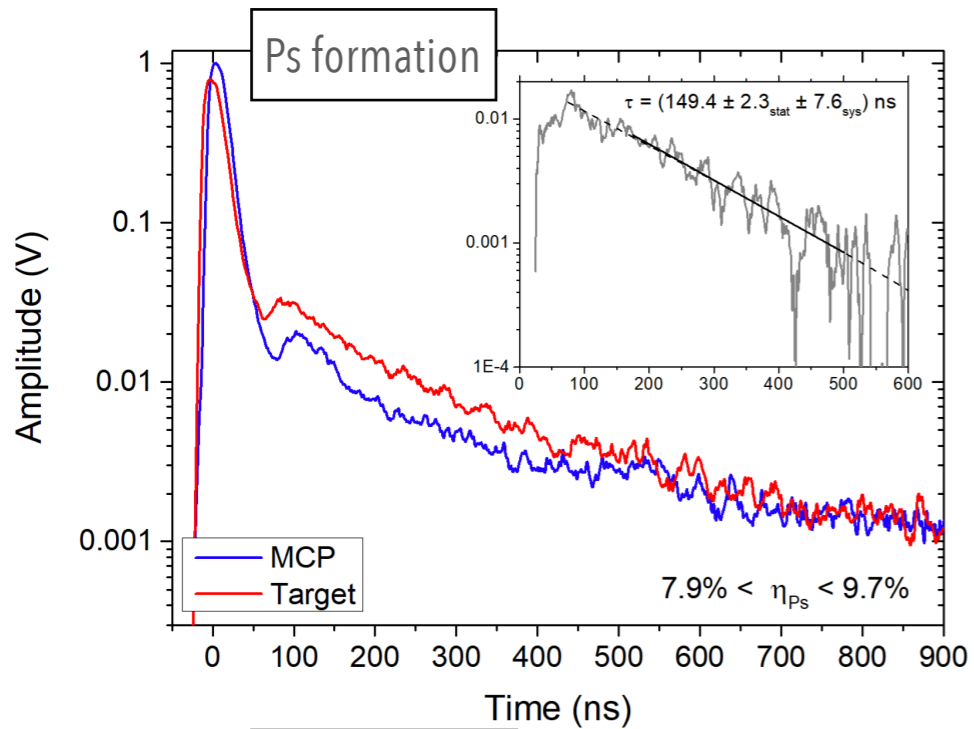 Ps formation
1
0.1
0.01
0.001
Amplitude (V)
τ = (149.4 ± 2.3stat ± 7.6sys) ns
0.01
0.001
1E-4
0 100 200 300 400 500 600
MCP
Target
7.9% < ηPs < 9.7%
0 100 200 300 400 500 600 700 800 900
Time (ns)